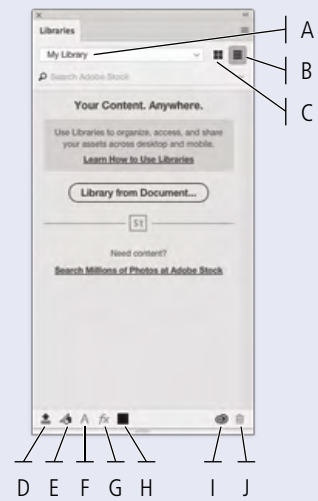 Libraries
A
My Library
B
C
Search Adobe Stock
Your Content. Anywhere.
Use Libraries to organize, access, and share
your assets across desktop and mobile.
Learn How to Use Libraries
Library from Document...
St
Need content?
Search Millions of Photos at Adobe Stock
A fx
D E F G H I J